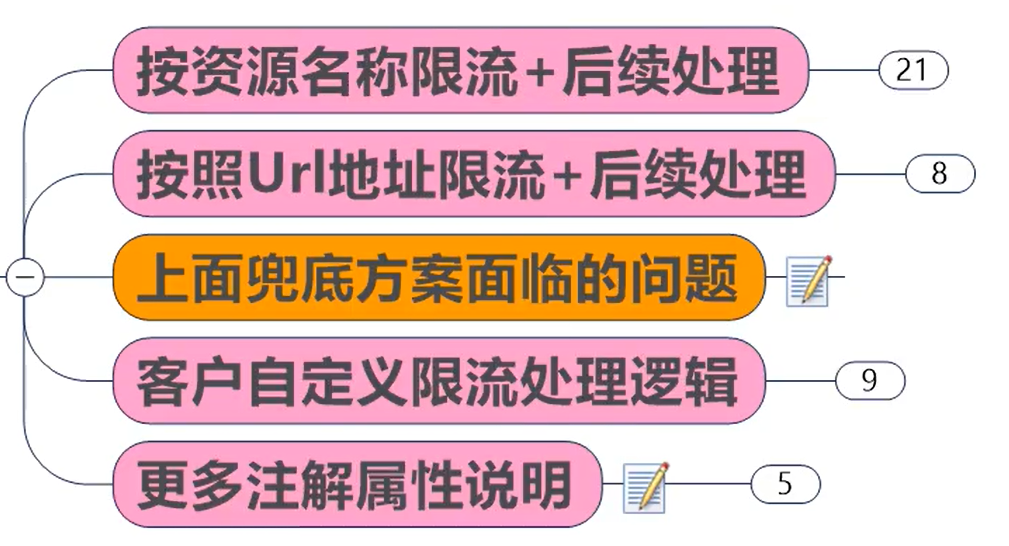 按资源名称限流+后续处理 21
按照Url地址限流+后续处理 8
上面兜底方案面临的问题
客户自定义限流处理逻辑 9
更多注解属性说明 5